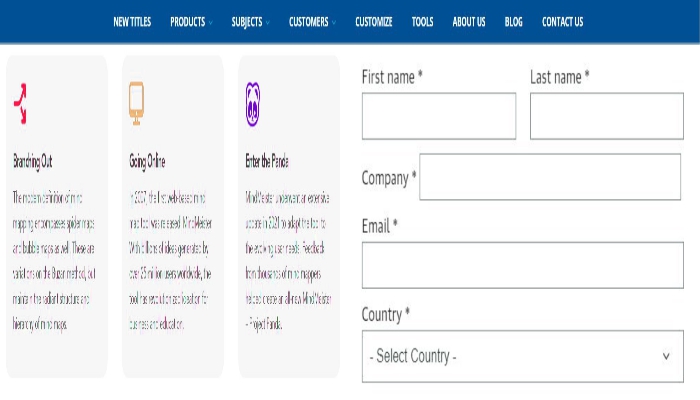 NEW TITLES PRODUCTS SUBJECTS CUSTOMERS CUSTOMIZE TOOLS ABOUT US BLOG CONTACT US
Branching Out
The modern definition of mind
mapping encompasses spider maps
and bubble maps as well. These are
variations on the Buzan method, but
maintain the radiant structure and
hierarchy of mind maps.
Going Online
In 2007, the first web-based mind
map tool was released: MindMeister.
With billions of ideas generated by
over 25 million users worldwide, the
tool has revolutionized ideation for
business and education.
Enter the Panda
MindMeister underwent an extensive
update in 2021 to adapt the tool to
the evolving user needs. Feedback
from thousands of mind mappers
helped create an all-new MindMeister
– Project Panda.
First name * Last name *
Company *
Email *
Country *
- Select Country -